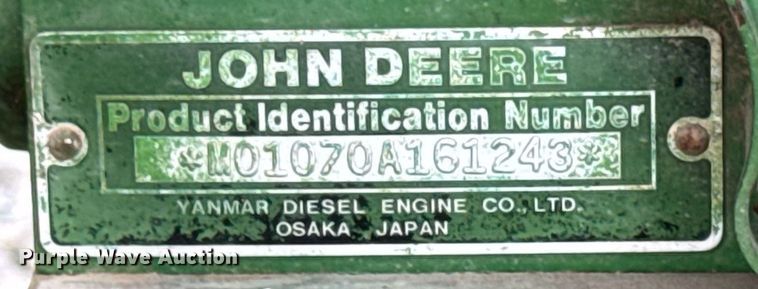 JOHN DEERE
Product Identification Number
*M01070A161243*
YANMAR DIESEL ENGINE CO., LTD.
OSAKA, JAPAN
Purple Wave Auction